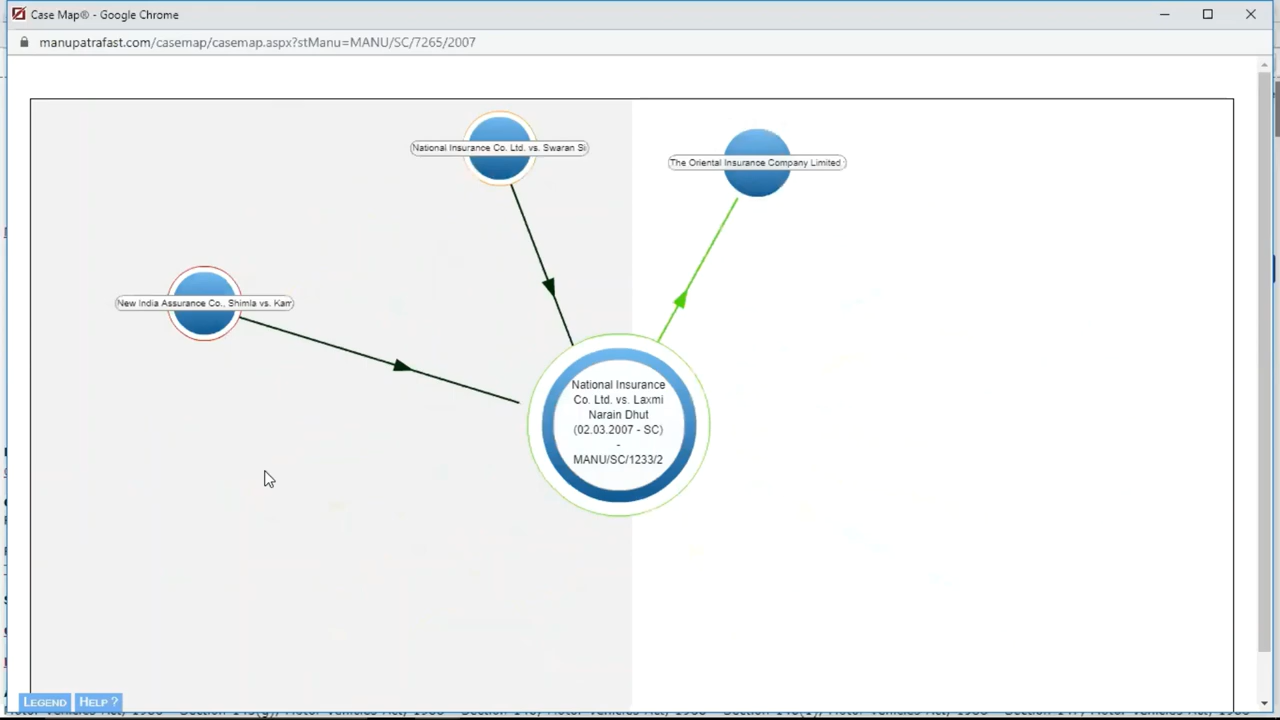 Case Map® - Google Chrome
manupatrafast.com/casemap/casemap.aspx?stManu=MANU/SC/7265/2007
National Insurance Co. Ltd. vs. Swaran Si
The Oriental Insurance Company Limited
New India Assurance Co., Shimla vs. Kam
National Insurance
Co. Ltd. vs. Laxmi
Narain Dhut
(02.03.2007 - SC)
-
MANU/SC/1233/2
LEGEND HELP ?